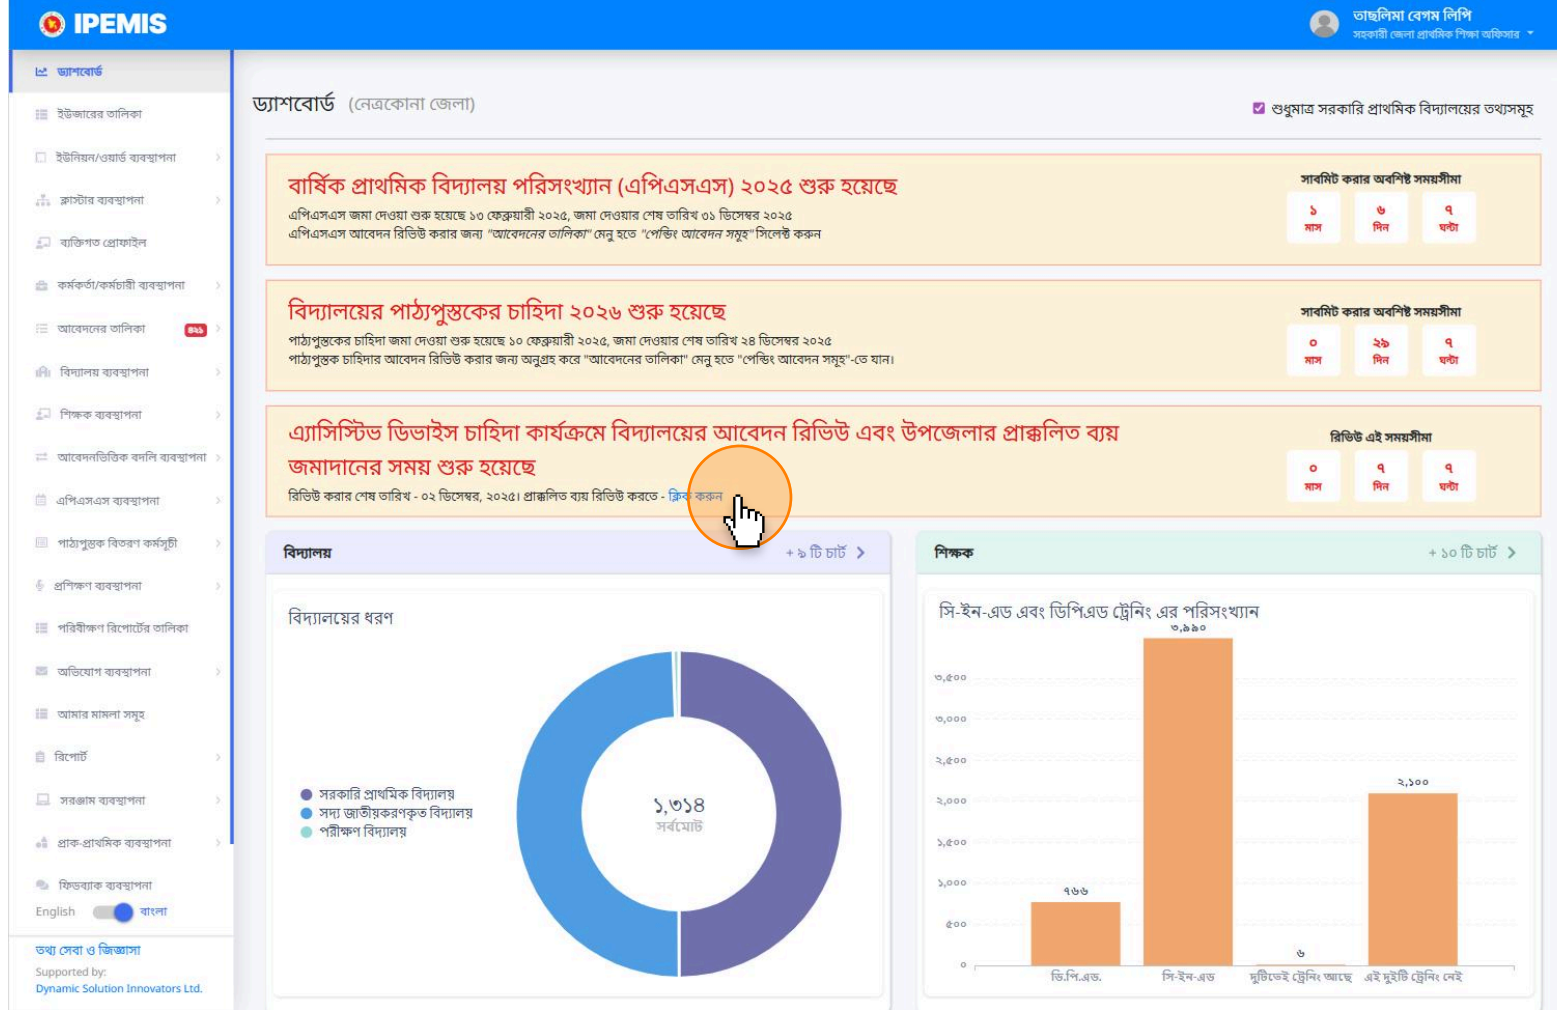 IPEMIS
তাছলিমা বেগম লিপি
সহকারী জেলা প্রাথমিক শিক্ষা অফিসার
ড্যাশবোর্ড
ইউজারের তালিকা
ইউনিয়ন/ওয়ার্ড ব্যবস্থাপনা
ক্লাস্টার ব্যবস্থাপনা
ব্যক্তিগত প্রোফাইল
কর্মকর্তা/কর্মচারী ব্যবস্থাপনা
আবেদনের তালিকা
৪২১
বিদ্যালয় ব্যবস্থাপনা
শিক্ষক ব্যবস্থাপনা
আবেদনভিত্তিক বদলি ব্যবস্থাপনা
এপিএসএস ব্যবস্থাপনা
পাঠ্যপুস্তক বিতরণ কর্মসূচী
প্রশিক্ষণ ব্যবস্থাপনা
পরিবীক্ষণ রিপোর্টের তালিকা
অভিযোগ ব্যবস্থাপনা
আমার মামলা সমূহ
রিপোর্ট
সরঞ্জাম ব্যবস্থাপনা
প্রাক-প্রাথমিক ব্যবস্থাপনা
ফিডব্যাক ব্যবস্থাপনা
English বাংলা
তথ্য সেবা ও জিজ্ঞাসা
Supported by:
Dynamic Solution Innovators Ltd.
ড্যাশবোর্ড (নেত্রকোনা জেলা)
শুধুমাত্র সরকারি প্রাথমিক বিদ্যালয়ের তথ্যসমূহ
বার্ষিক প্রাথমিক বিদ্যালয় পরিসংখ্যান (এপিএসএস) ২০২৫ শুরু হয়েছে
এপিএসএস জমা দেওয়া শুরু হয়েছে ১৩ ফেব্রুয়ারী ২০২৫, জমা দেওয়ার শেষ তারিখ ৩১ ডিসেম্বর ২০২৫
এপিএসএস আবেদন রিভিউ করার জন্য "আবেদনের তালিকা" মেনু হতে "পেন্ডিং আবেদন সমূহ" সিলেক্ট করুন
সাবমিট করার অবশিষ্ট সময়সীমা
১ ৬ ৭
মাস দিন ঘন্টা
বিদ্যালয়ের পাঠ্যপুস্তকের চাহিদা ২০২৬ শুরু হয়েছে
পাঠ্যপুস্তকের চাহিদা জমা দেওয়া শুরু হয়েছে ১০ ফেব্রুয়ারী ২০২৫, জমা দেওয়ার শেষ তারিখ ২৪ ডিসেম্বর ২০২৫
পাঠ্যপুস্তক চাহিদার আবেদন রিভিউ করার জন্য অনুগ্রহ করে "আবেদনের তালিকা" মেনু হতে "পেন্ডিং আবেদন সমূহ"-তে যান।
সাবমিট করার অবশিষ্ট সময়সীমা
০ ২৯ ৭
মাস দিন ঘন্টা
এ্যাসিস্টিভ ডিভাইস চাহিদা কার্যক্রমে বিদ্যালয়ের আবেদন রিভিউ এবং উপজেলার প্রাক্কলিত ব্যয়
জমাদানের সময় শুরু হয়েছে
রিভিউ করার শেষ তারিখ - ০২ ডিসেম্বর, ২০২৫। প্রাক্কলিত ব্যয় রিভিউ করতে - ক্লিক করুন
রিভিউ এই সময়সীমা
০ ৭ ৭
মাস দিন ঘন্টা
বিদ্যালয়
+ ৯ টি চার্ট
বিদ্যালয়ের ধরণ
সরকারি প্রাথমিক বিদ্যালয়
সদ্য জাতীয়করণকৃত বিদ্যালয়
পরীক্ষণ বিদ্যালয়
১,৩১৪
সর্বমোট
শিক্ষক
+ ১০ টি চার্ট
সি-ইন-এড এবং ডিপিএড ট্রেনিং এর পরিসংখ্যান
৩,৯৯০
৩,৫০০
৩,০০০
২,৫০০
২,১০০
২,০০০
১,৫০০
১,০০০
৭৬৬
৫০০
৬
০
ডি.পি.এড. সি-ইন-এড দুটিতেই ট্রেনিং আছে এই দুইটি ট্রেনিং নেই